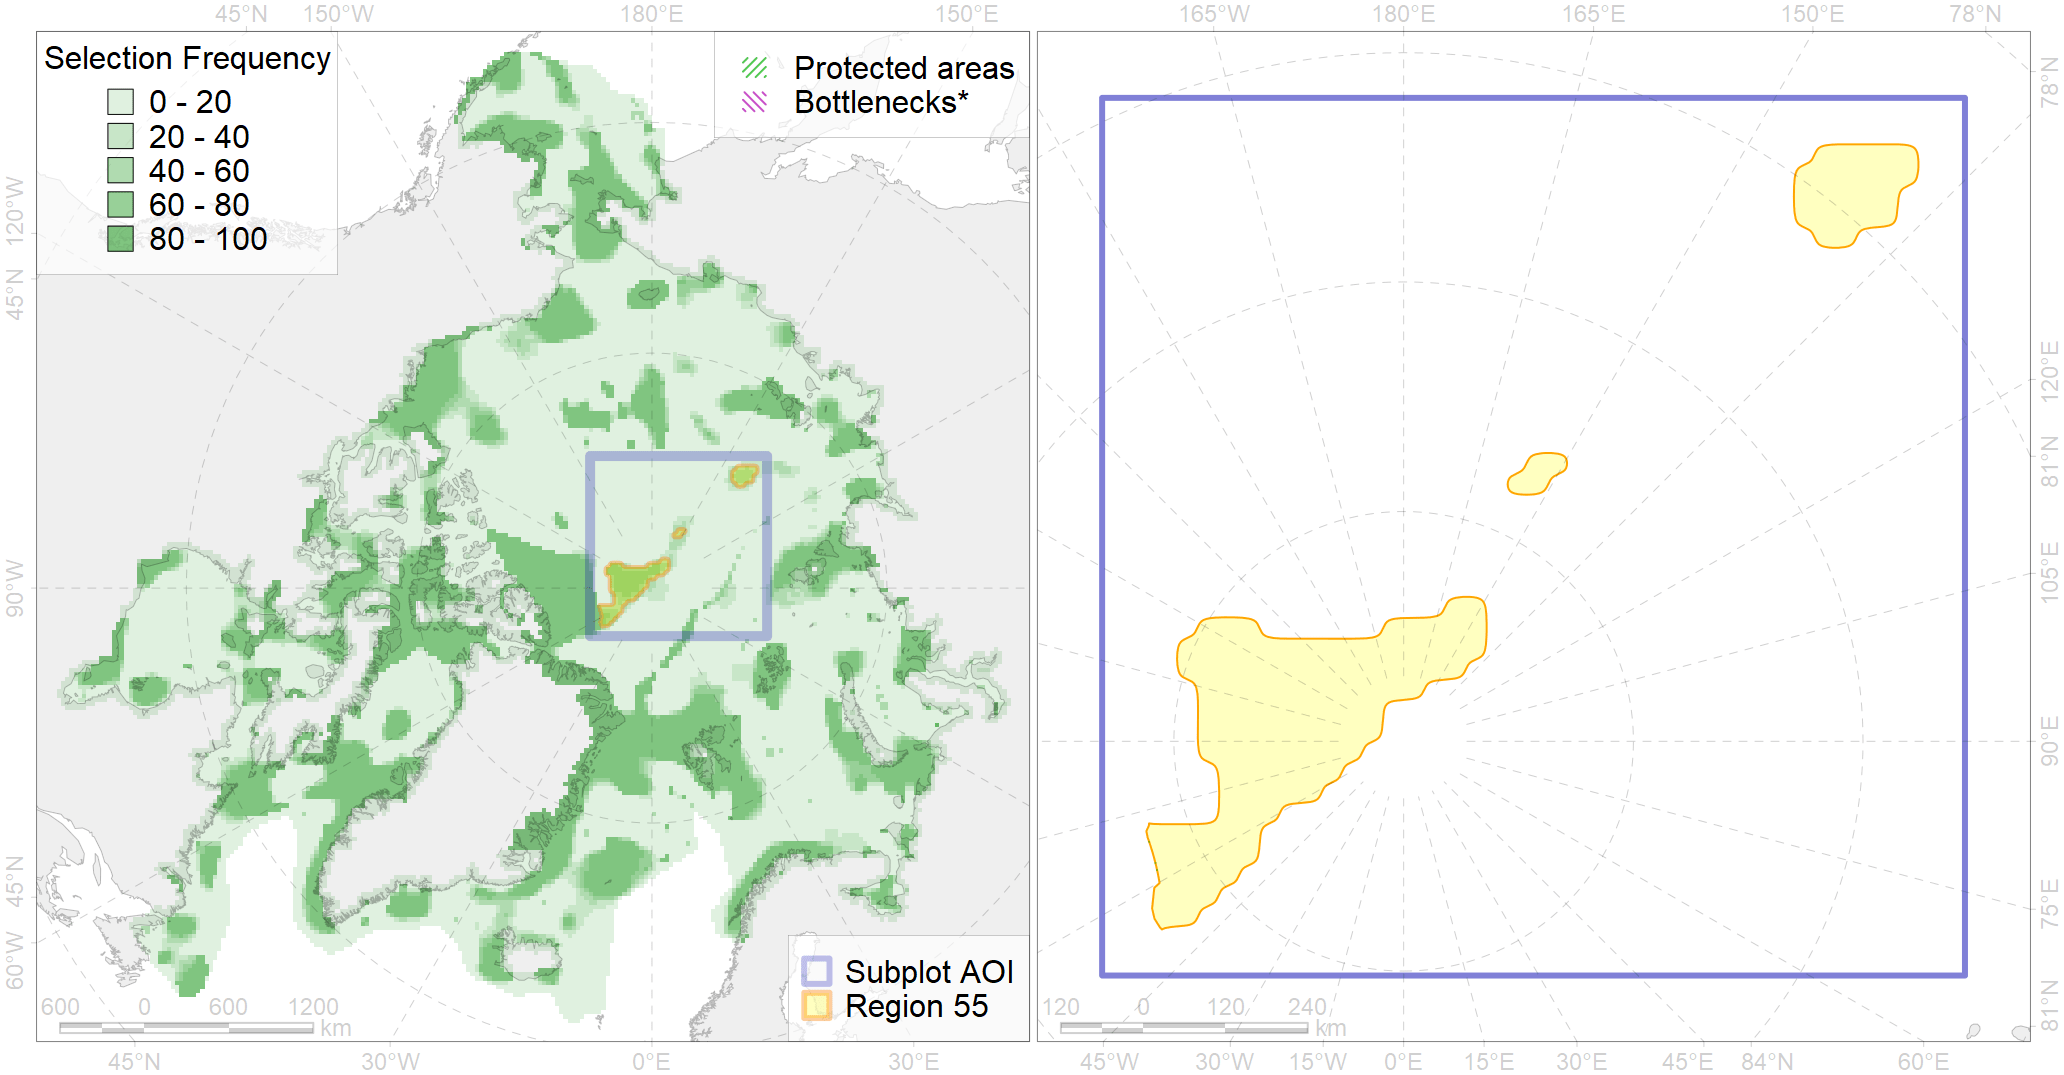 45°N 150°W 180°E 150°E 165°W 180°E 165°E 150°E 78°N
Selection Frequency
0 - 20
20 - 40
40 - 60
60 - 80
80 - 100
Protected areas
Bottlenecks*
120°W
45°N
90°W
45°N
60°W
78°N
120°E
81°N
105°E
90°E
75°E
81°N
Subplot AOI
Region 55
600 0 600 1200
km
120 0 120 240
km
45°N 30°W 0°E 30°E 45°W 30°W 15°W 0°E 15°E 30°E 45°E 84°N 60°E